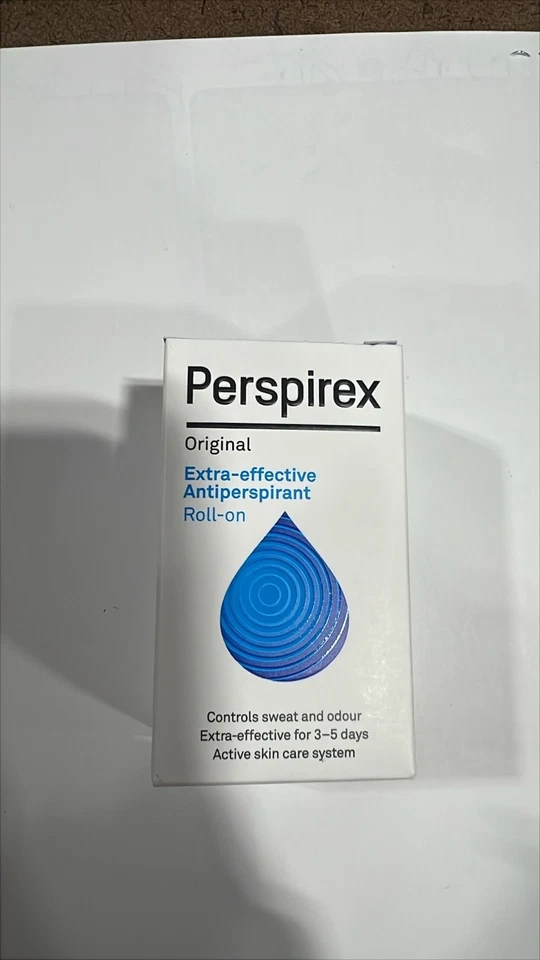 Perspirex
Original
Extra-effective
Antiperspirant
Roll-on
Controls sweat and odour
Extra-effective for 3–5 days
Active skin care system